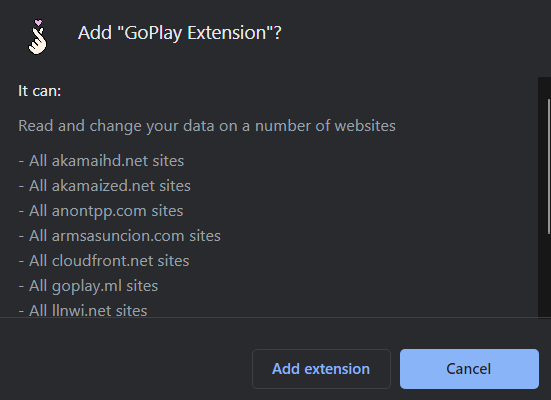 Add "GoPlay Extension"?
It can:
Read and change your data on a number of websites
- All akamaihd.net sites
- All akamaized.net sites
- All anontpp.com sites
- All armsasuncion.com sites
- All cloudfront.net sites
- All goplay.ml sites
- All llnwi.net sites
Add extension
Cancel